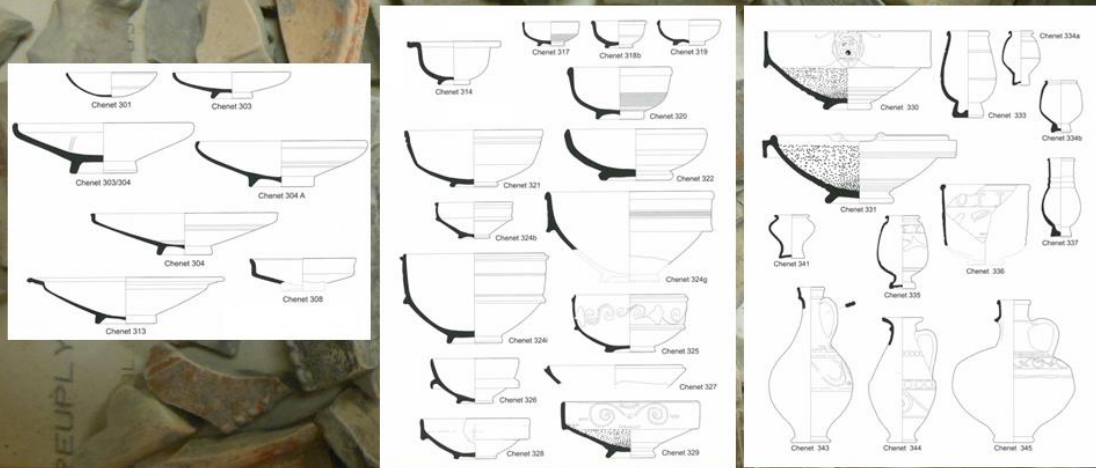 Chenet 301
Chenet 303
Chenet 303/304
Chenet 304 A
Chenet 304
Chenet 308
Chenet 313
Chenet 314
Chenet 317
Chenet 318b
Chenet 319
Chenet 320
Chenet 321
Chenet 322
Chenet 324b
Chenet 324g
Chenet 324i
Chenet 325
Chenet 326
Chenet 327
Chenet 328
Chenet 329
Chenet 330
Chenet 333
Chenet 334a
Chenet 334b
Chenet 331
Chenet 341
Chenet 335
Chenet 336
Chenet 337
Chenet 343
Chenet 344
Chenet 345
PEUPLY